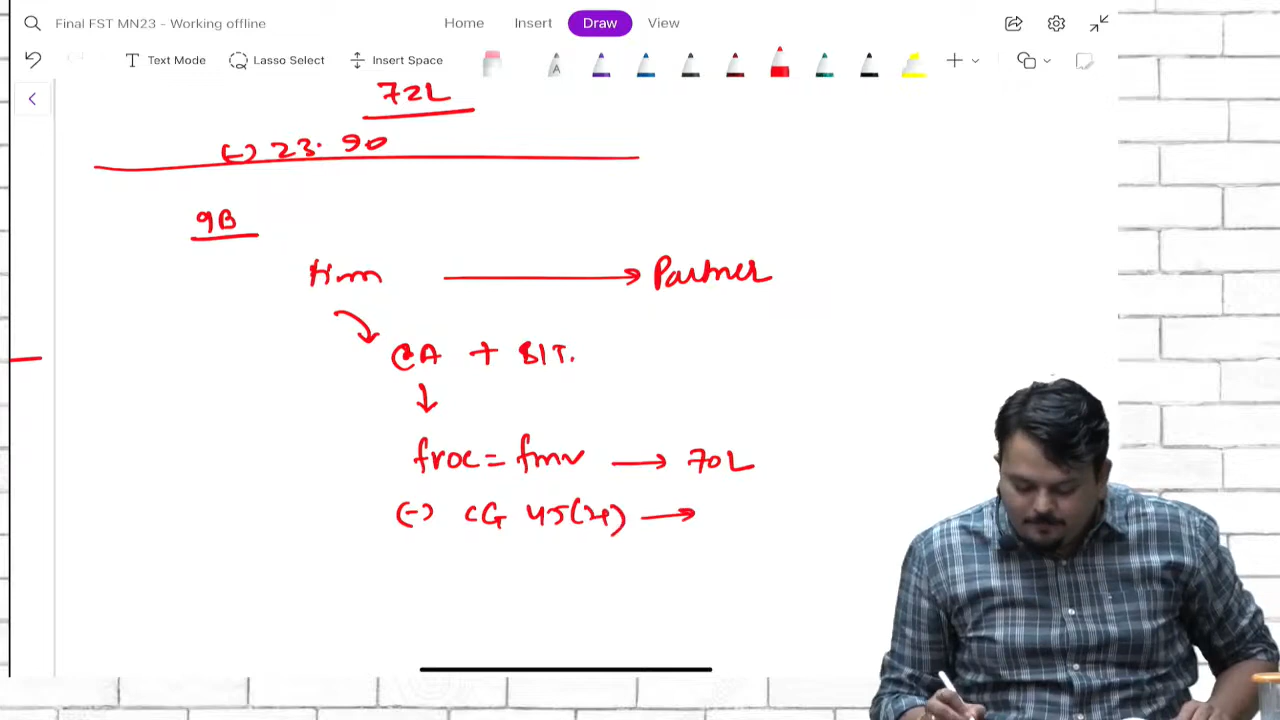 Final FST MN23 - Working offline
Home Insert Draw View
Text Mode Lasso Select Insert Space
A
72L
(-) 23.90
9B
Firm → Partner
CA + SIT.
↓
fvoc = fmv → 70L
(-) CG 45(4) →